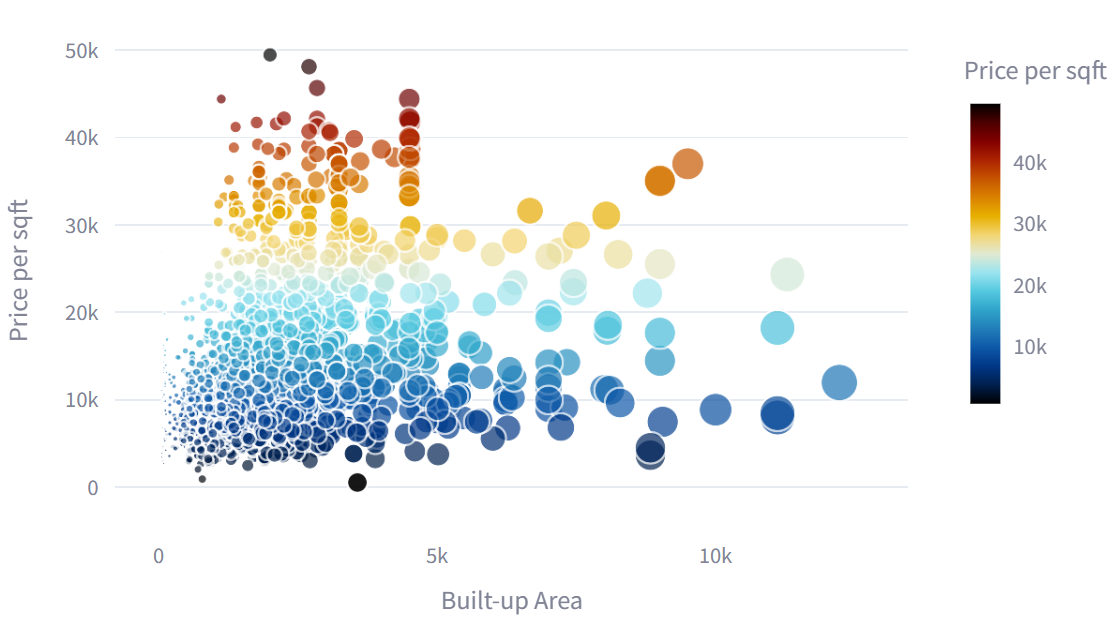 Price per sqft
50k
40k
30k
20k
10k
0
Price per sqft
0
5k
10k
Built-up Area
40k
30k
20k
10k